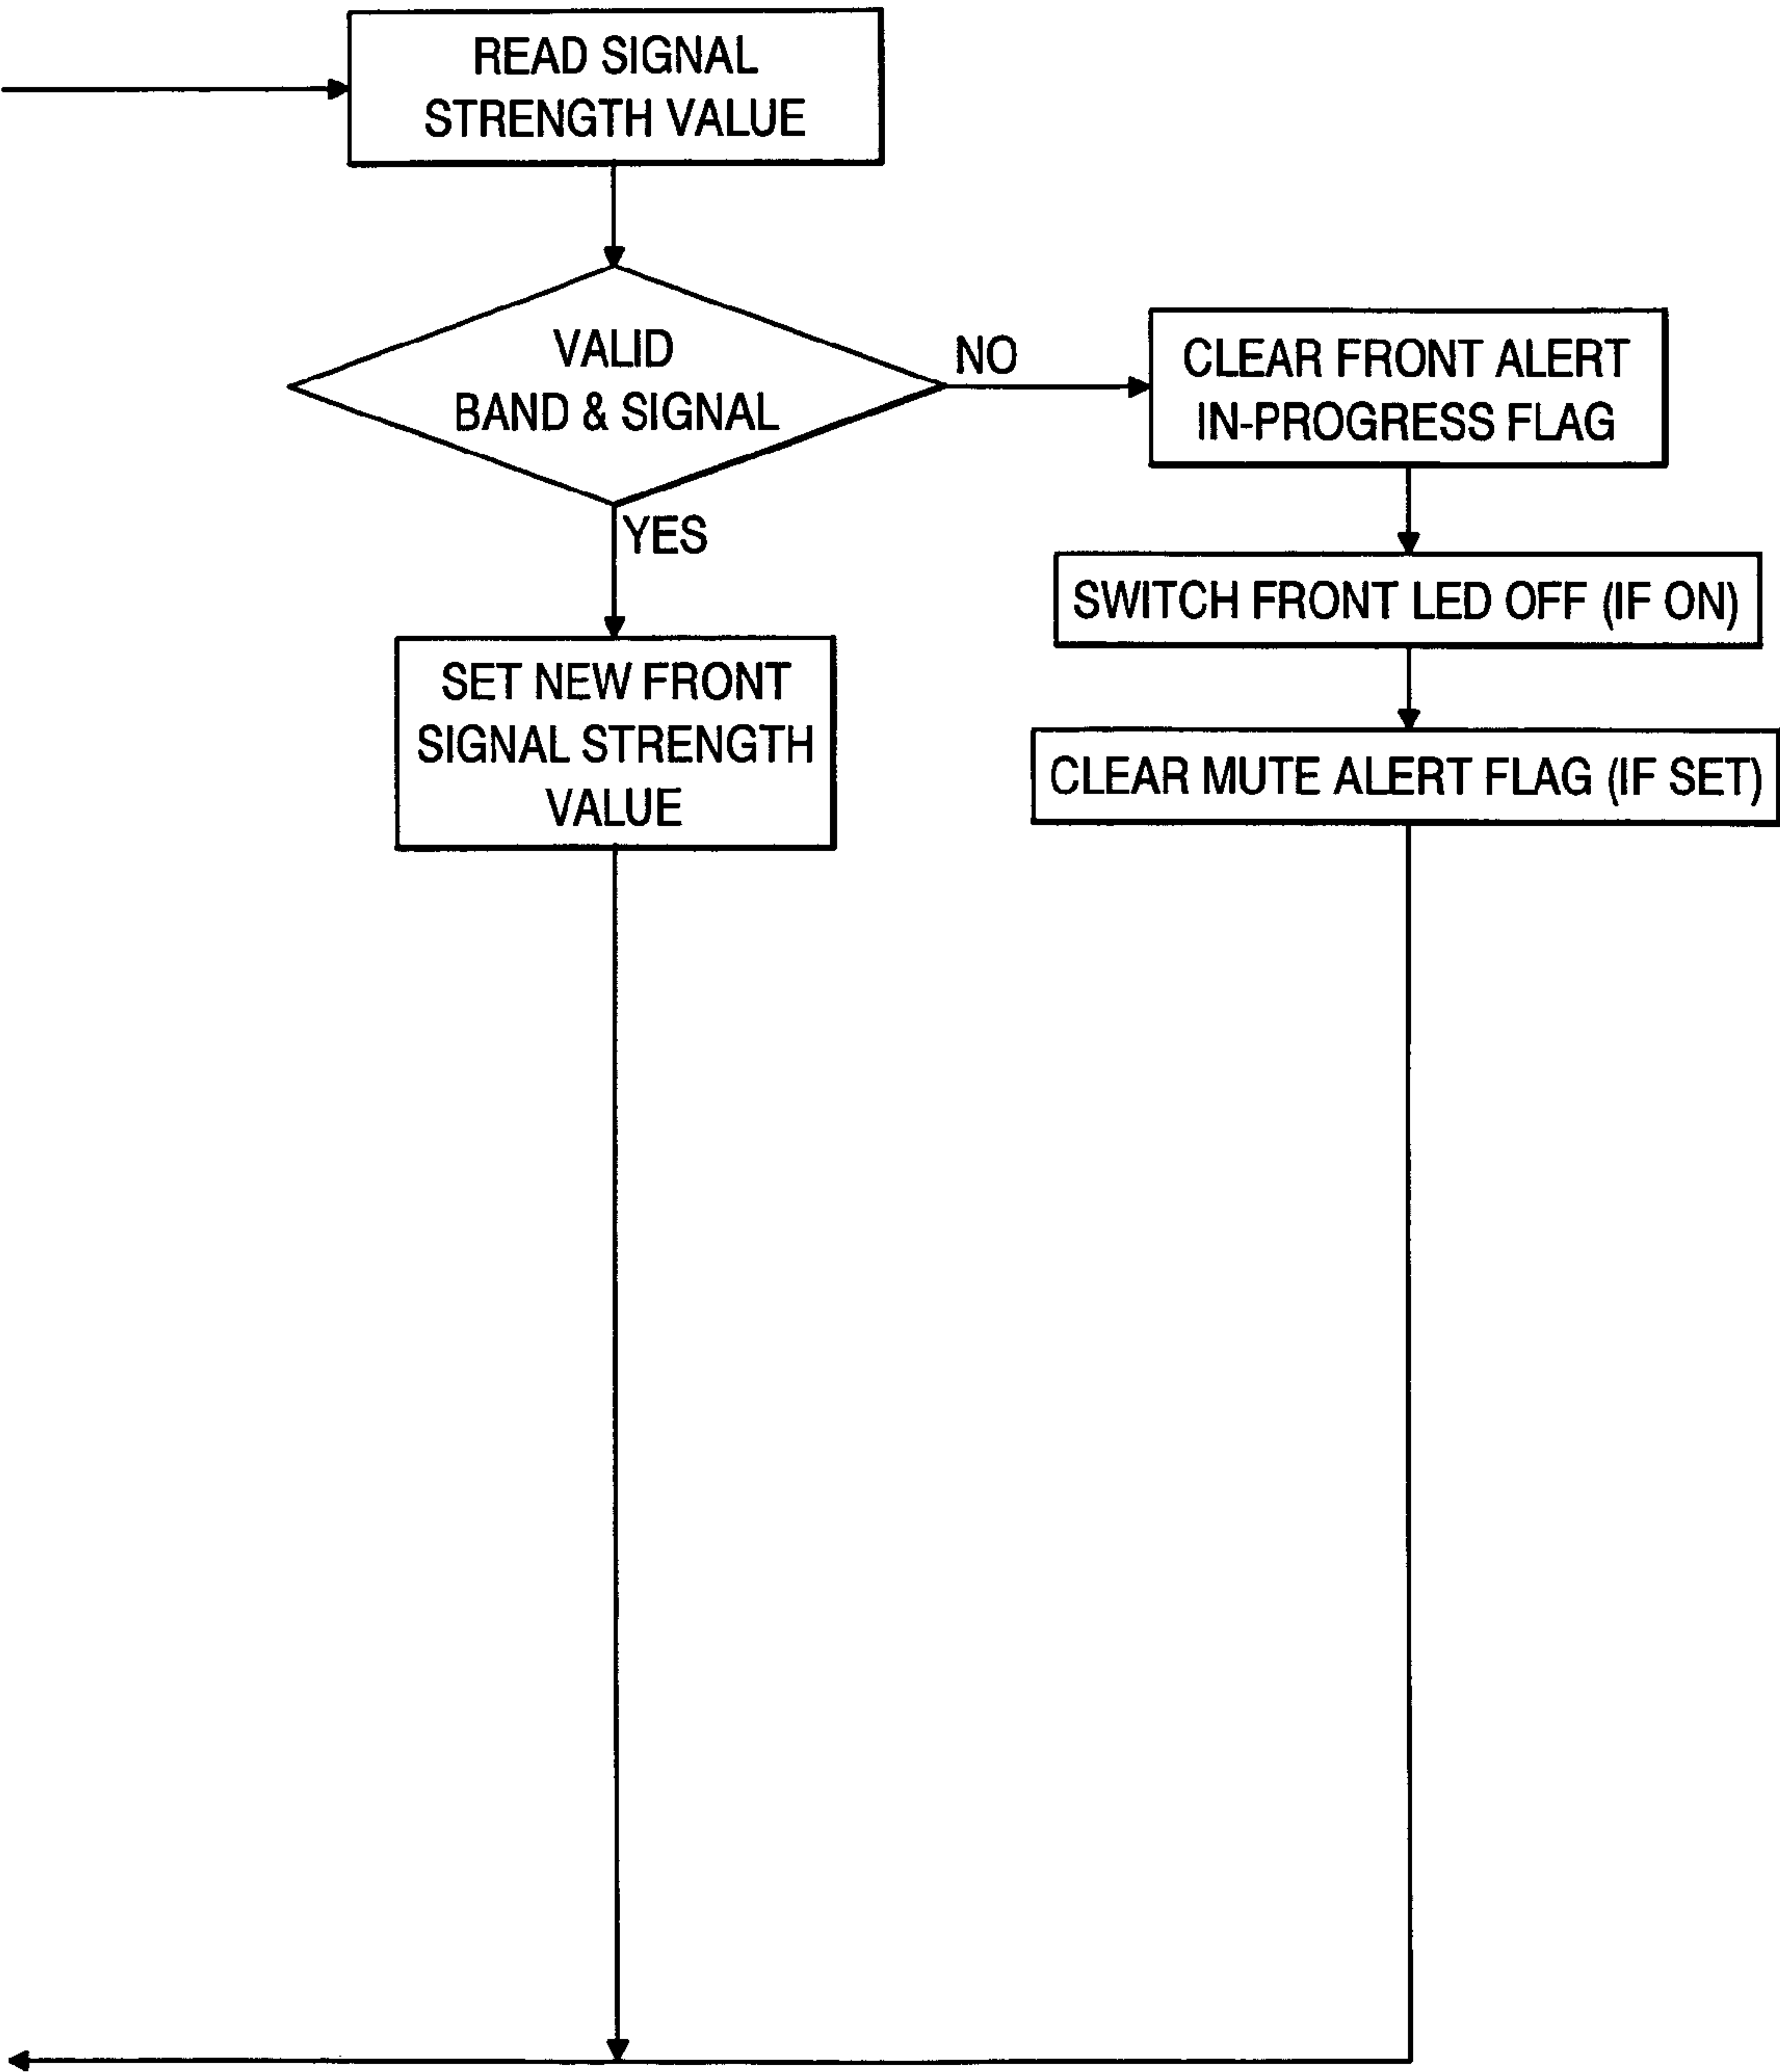 READ SIGNAL
STRENGTH VALUE
VALID
BAND & SIGNAL
NO
CLEAR FRONT ALERT
IN-PROGRESS FLAG
YES
SWITCH FRONT LED OFF (IF ON)
SET NEW FRONT
SIGNAL STRENGTH
VALUE
CLEAR MUTE ALERT FLAG (IF SET)